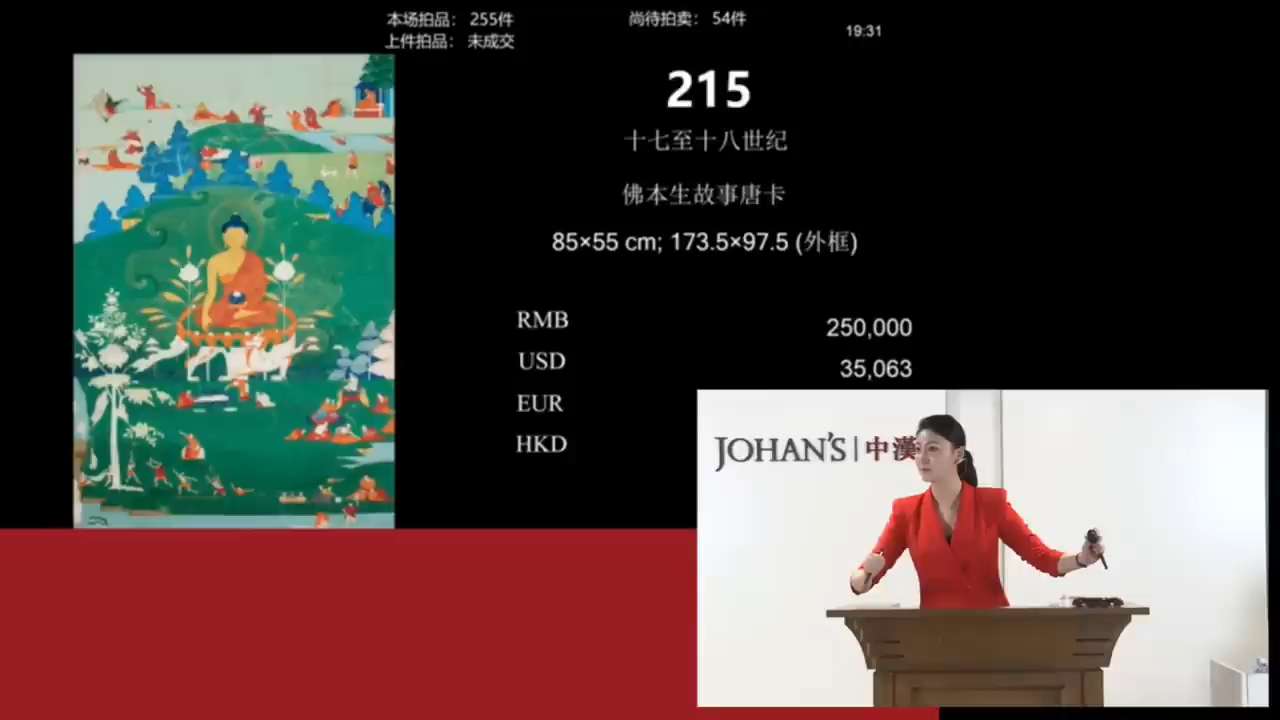 本场拍品： 255件
尚待拍卖： 54件
上件拍品： 未成交
19:31
215
十七至十八世纪
佛本生故事唐卡
85×55 cm; 173.5×97.5 (外框)
RMB 250,000
USD 35,063
EUR
HKD
JOHAN'S | 中漢